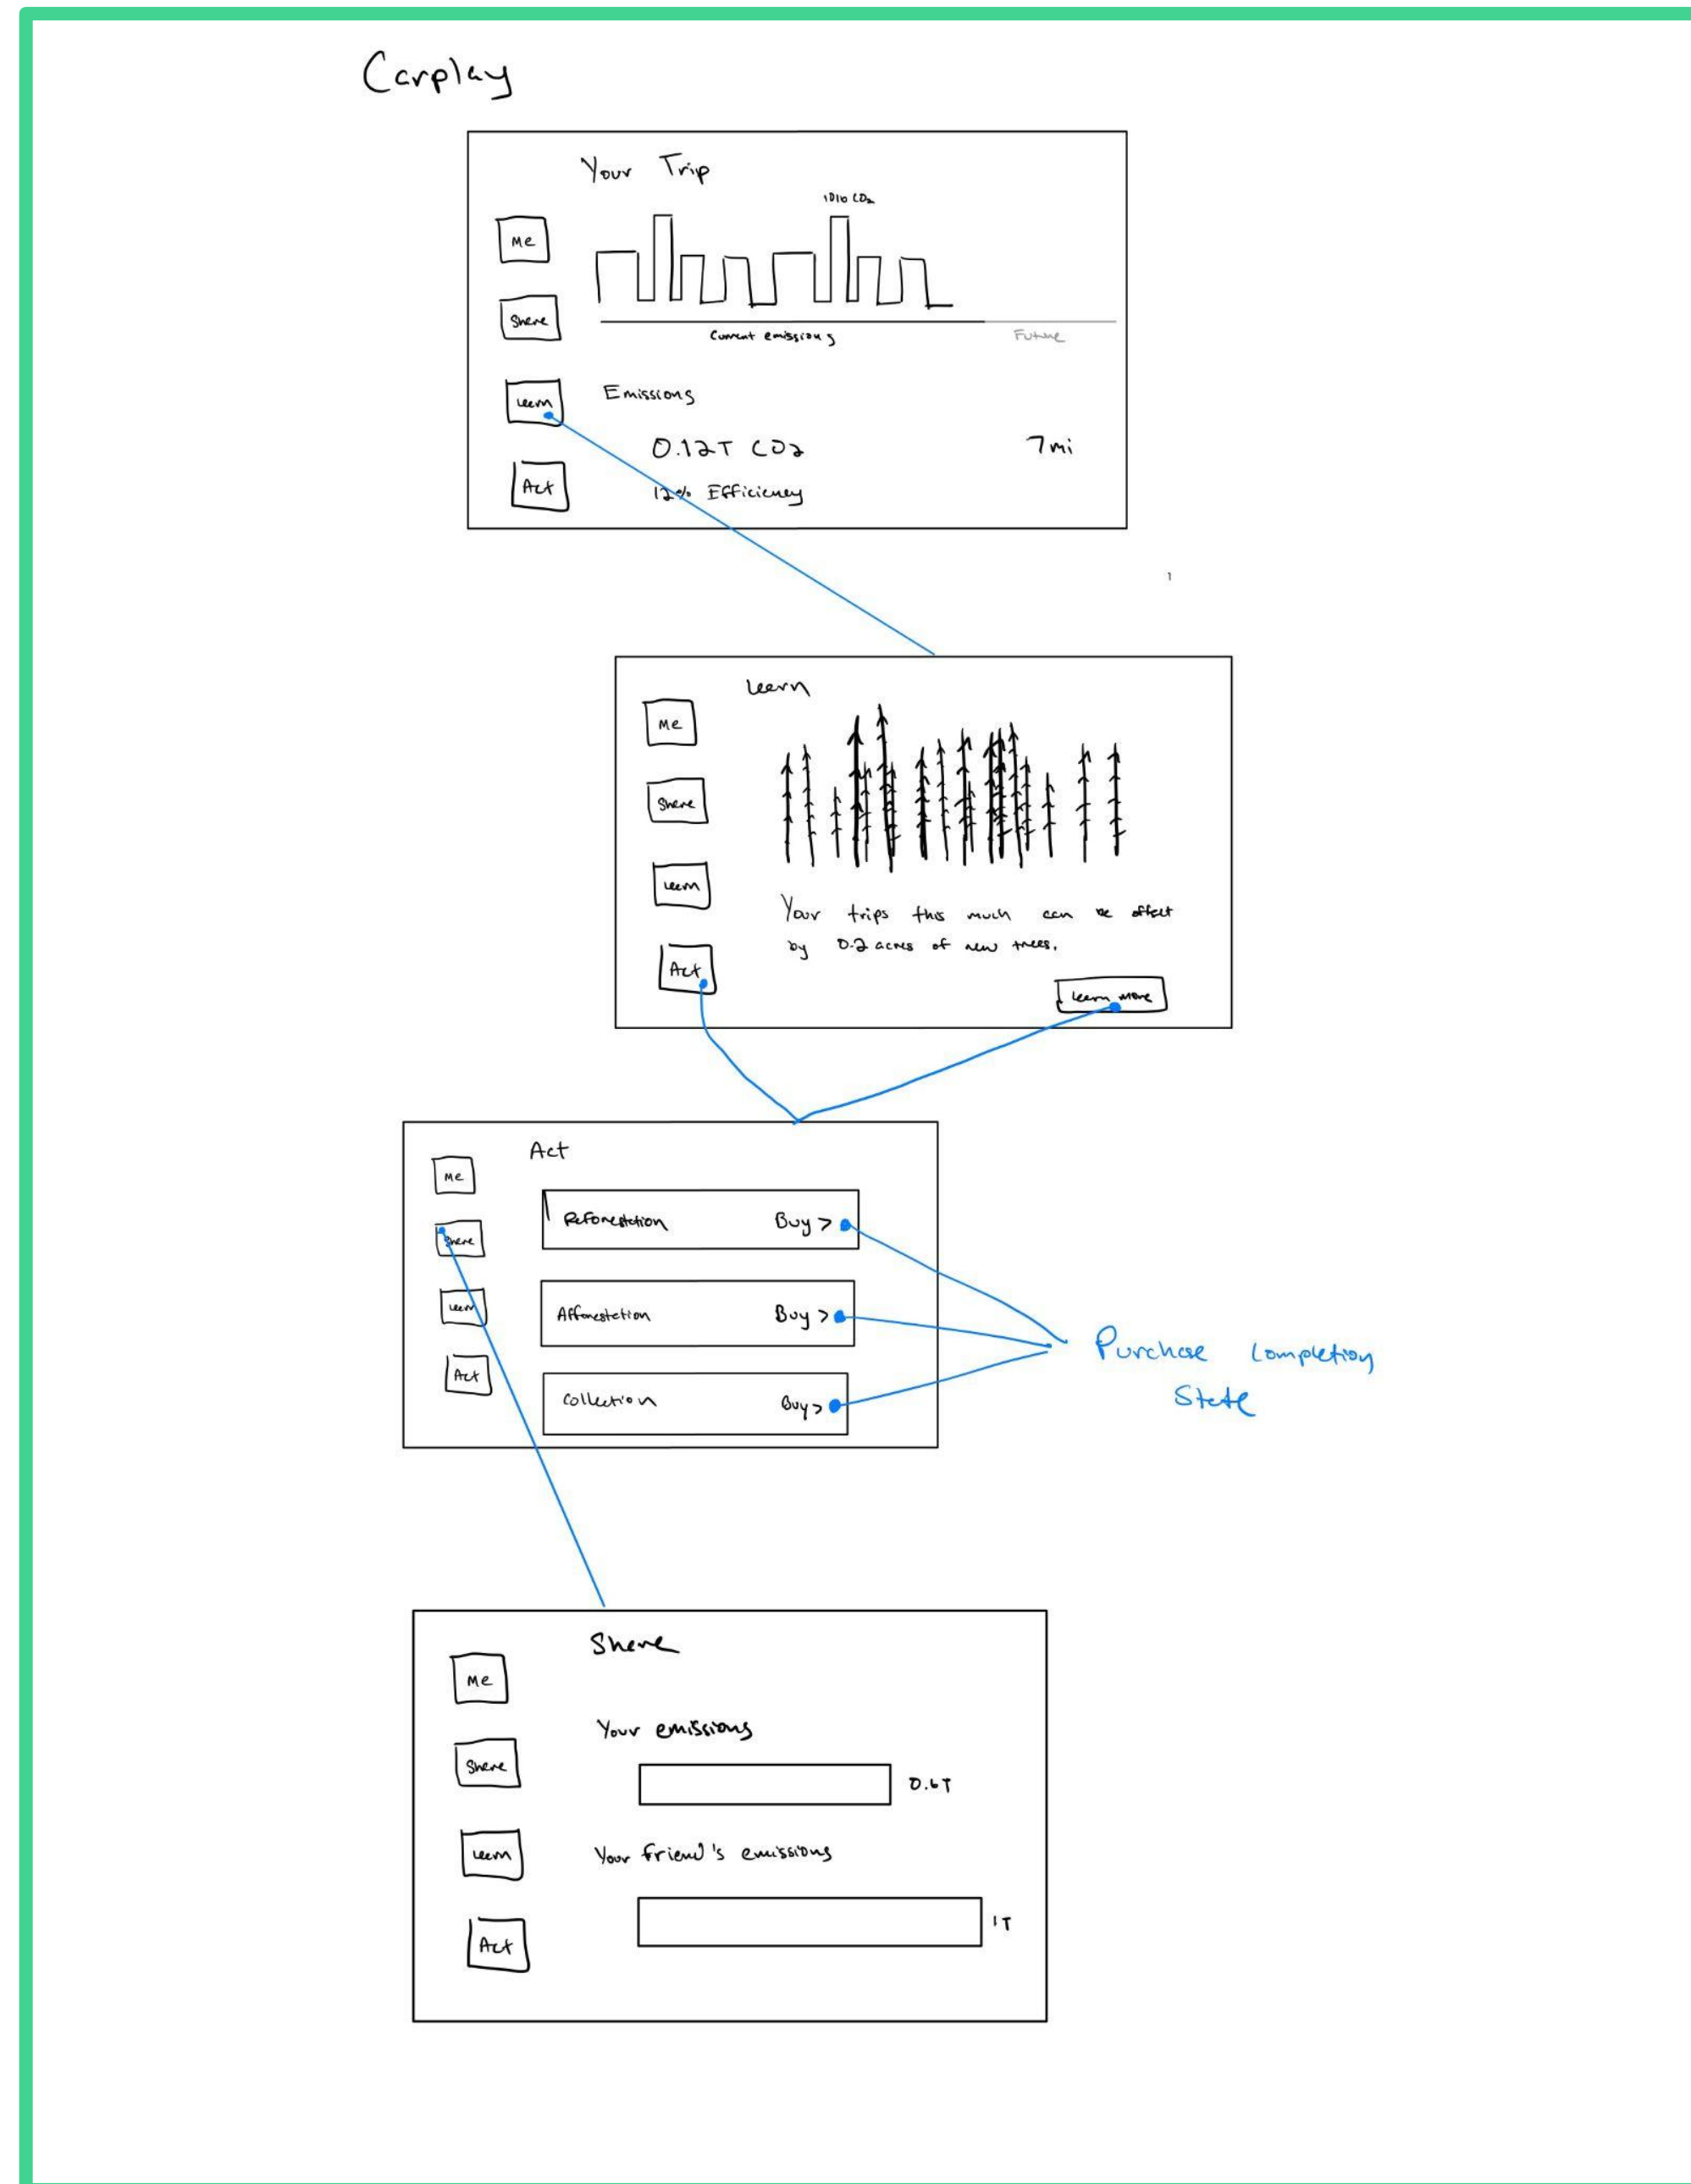 Carplay
Your Trip
10lb CO2
Me
Share
Current emissions
Future
Learn
Emissions
0.12T CO2
7mi
Act
12% Efficiency
1
Learn
Me
Share
Learn
Your trips this much can be offset
by 0.2 acres of new trees.
Act
Learn more
Act
Me
Reforestation Buy >
Share
Learn
Afforestation Buy >
Act
Collection Buy >
Purchase Completion
State
Share
Me
Your emissions
Share
0.6T
Learn
Your friend's emissions
1T
Act